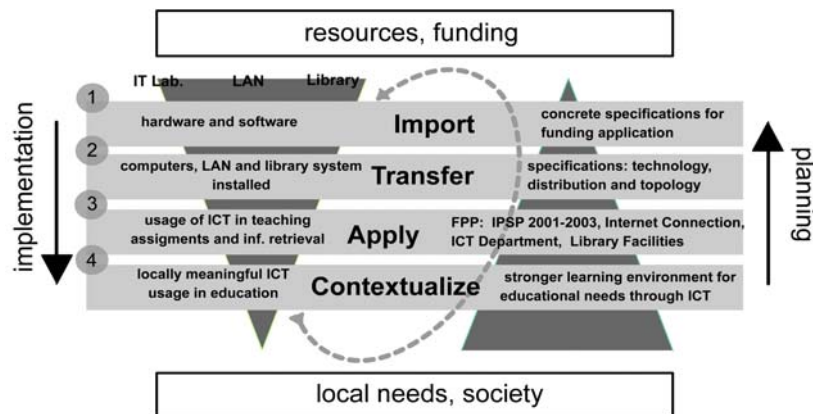 resources, funding
IT Lab. LAN Library
1
hardware and software
Import
concrete specifications for
funding application
2
computers, LAN and library system
installed
Transfer
specifications: technology,
distribution and topology
3
usage of ICT in teaching
assigments and inf. retrieval
Apply
FPP: IPSP 2001-2003, Internet Connection,
ICT Department, Library Facilities
4
locally meaningful ICT
usage in education
Contextualize
stronger learning environment for
educational needs through ICT
implementation
planning
local needs, society